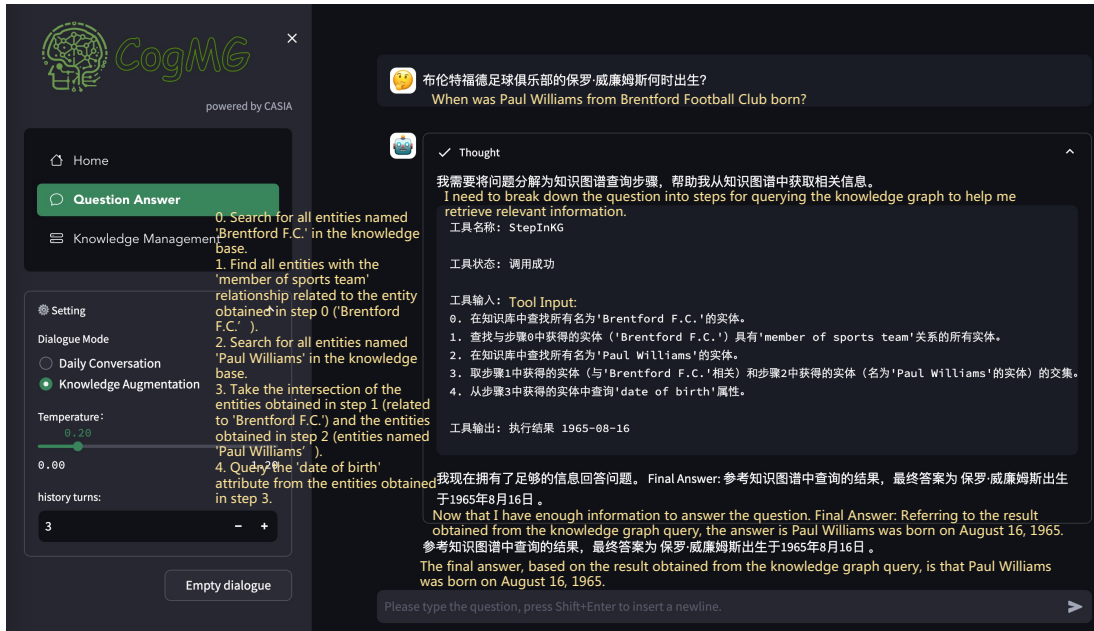 CogMG
powered by CASIA
Home
Question Answer
Knowledge Management
Setting
Dialogue Mode
Daily Conversation
Knowledge Augmentation
Temperature:
0.20
0.00
1.20
history turns:
3
Empty dialogue
0. Search for all entities named
'Brentford F.C.' in the knowledge
base.
1. Find all entities with the
'member of sports team'
relationship related to the entity
obtained in step 0 ('Brentford
F.C.' ).
2. Search for all entities named
'Paul Williams' in the knowledge
base.
3. Take the intersection of the
entities obtained in step 1 (related
to 'Brentford F.C.') and the entities
obtained in step 2 (entities named
'Paul Williams' ).
4. Query the 'date of birth'
attribute from the entities obtained
in step 3.
布伦特福德足球俱乐部的保罗·威廉姆斯何时出生?
When was Paul Williams from Brentford Football Club born?
Thought
我需要将问题分解为知识图谱查询步骤，帮助我从知识图谱中获取相关信息。
I need to break down the question into steps for querying the knowledge graph to help me
retrieve relevant information.
工具名称: StepInKG
工具状态: 调用成功
工具输入: Tool Input:
0. 在知识库中查找所有名为'Brentford F.C.'的实体。
1. 查找与步骤0中获得的实体（'Brentford F.C.'）具有'member of sports team'关系的所有实体。
2. 在知识库中查找所有名为'Paul Williams'的实体。
3. 取步骤1中获得的实体（与'Brentford F.C.'相关）和步骤2中获得的实体（名为'Paul Williams'的实体）的交集。
4. 从步骤3中获得的实体中查询'date of birth'属性。
工具输出: 执行结果 1965-08-16
我现在拥有了足够的信息回答问题。 Final Answer: 参考知识图谱中查询的结果，最终答案为 保罗·威廉姆斯出生
于1965年8月16日 。
Now that I have enough information to answer the question. Final Answer: Referring to the result
obtained from the knowledge graph query, the answer is Paul Williams was born on August 16, 1965.
参考知识图谱中查询的结果，最终答案为 保罗·威廉姆斯出生于1965年8月16日 。
The final answer, based on the result obtained from the knowledge graph query, is that Paul Williams
was born on August 16, 1965.
Please type the question, press Shift+Enter to insert a newline.